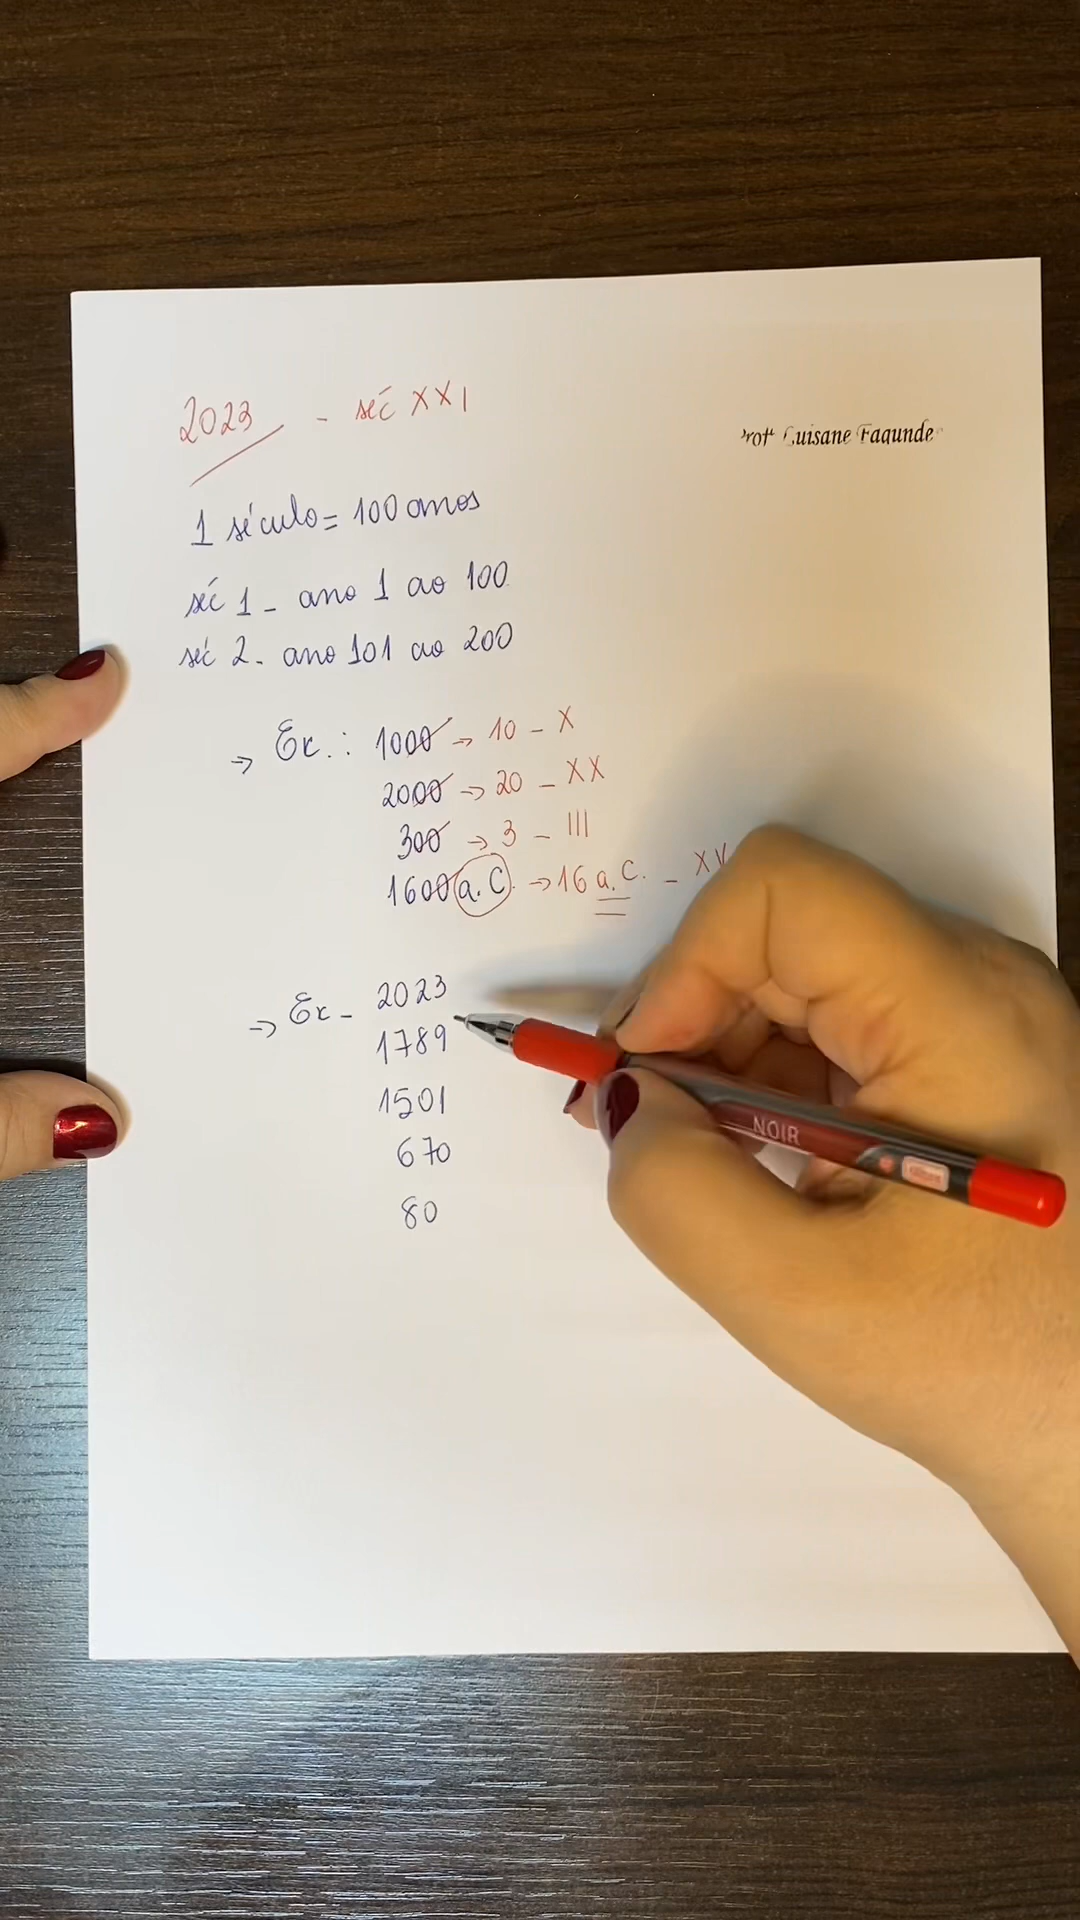 2023 - séc XXI
Profª Luisane Fagunde
1 século = 100 anos
séc 1 - ano 1 ao 100
séc 2 - ano 101 ao 200
→ Ex.: 1000 → 10 - X
2000 → 20 - XX
300 → 3 - III
1600 a.C. → 16 a.C. - XV
→ Ex - 2023
1789
1501
670
80
NOIR